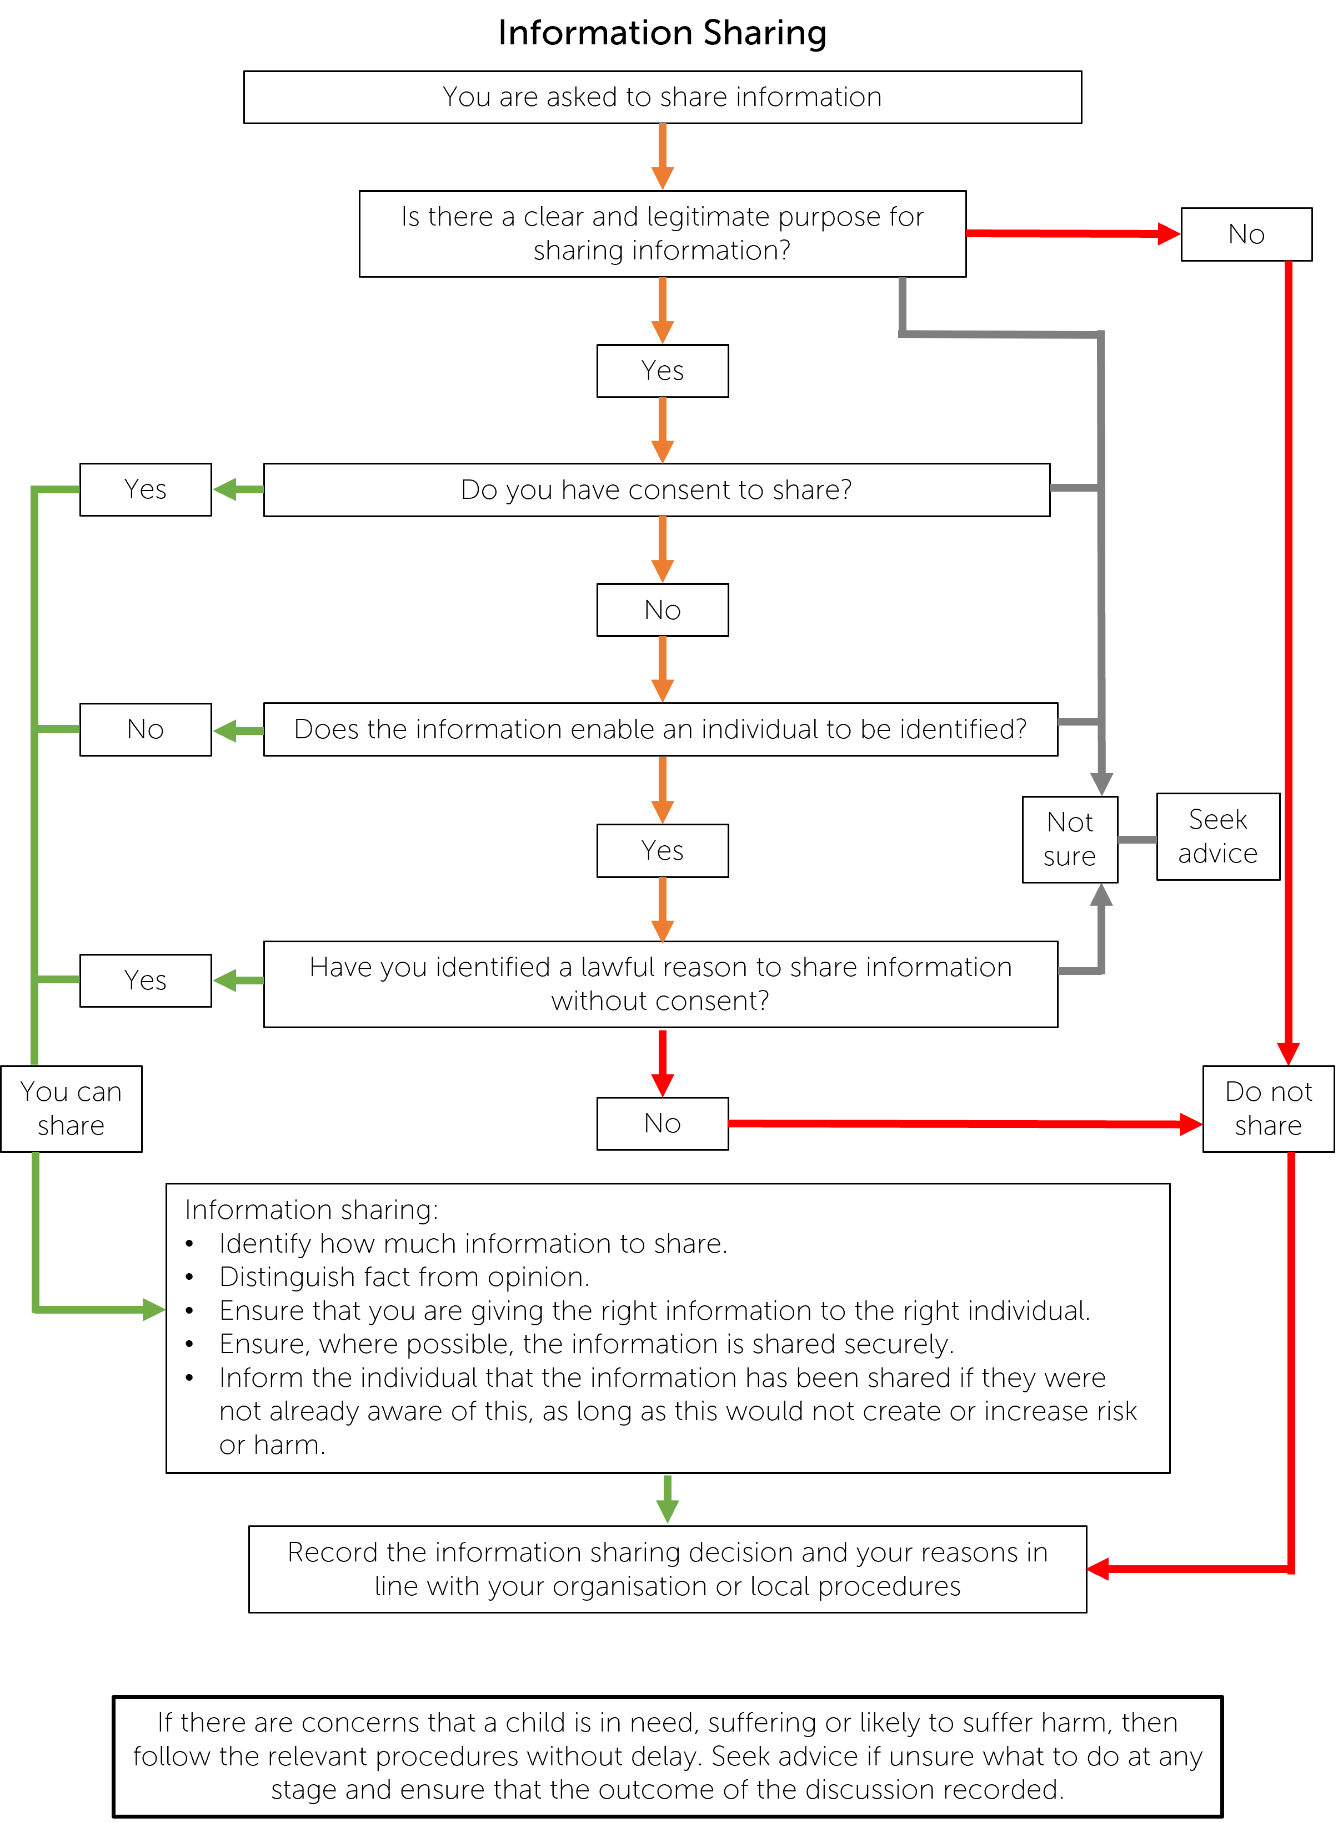 Information Sharing
You are asked to share information
Is there a clear and legitimate purpose for
sharing information?
No
Yes
Yes
Do you have consent to share?
No
No
Does the information enable an individual to be identified?
Yes
Not
sure
Seek
advice
Yes
Have you identified a lawful reason to share information
without consent?
You can
share
No
Do not
share
Information sharing:
• Identify how much information to share.
• Distinguish fact from opinion.
• Ensure that you are giving the right information to the right individual.
• Ensure, where possible, the information is shared securely.
• Inform the individual that the information has been shared if they were
not already aware of this, as long as this would not create or increase risk
or harm.
Record the information sharing decision and your reasons in
line with your organisation or local procedures
If there are concerns that a child is in need, suffering or likely to suffer harm, then
follow the relevant procedures without delay. Seek advice if unsure what to do at any
stage and ensure that the outcome of the discussion recorded.